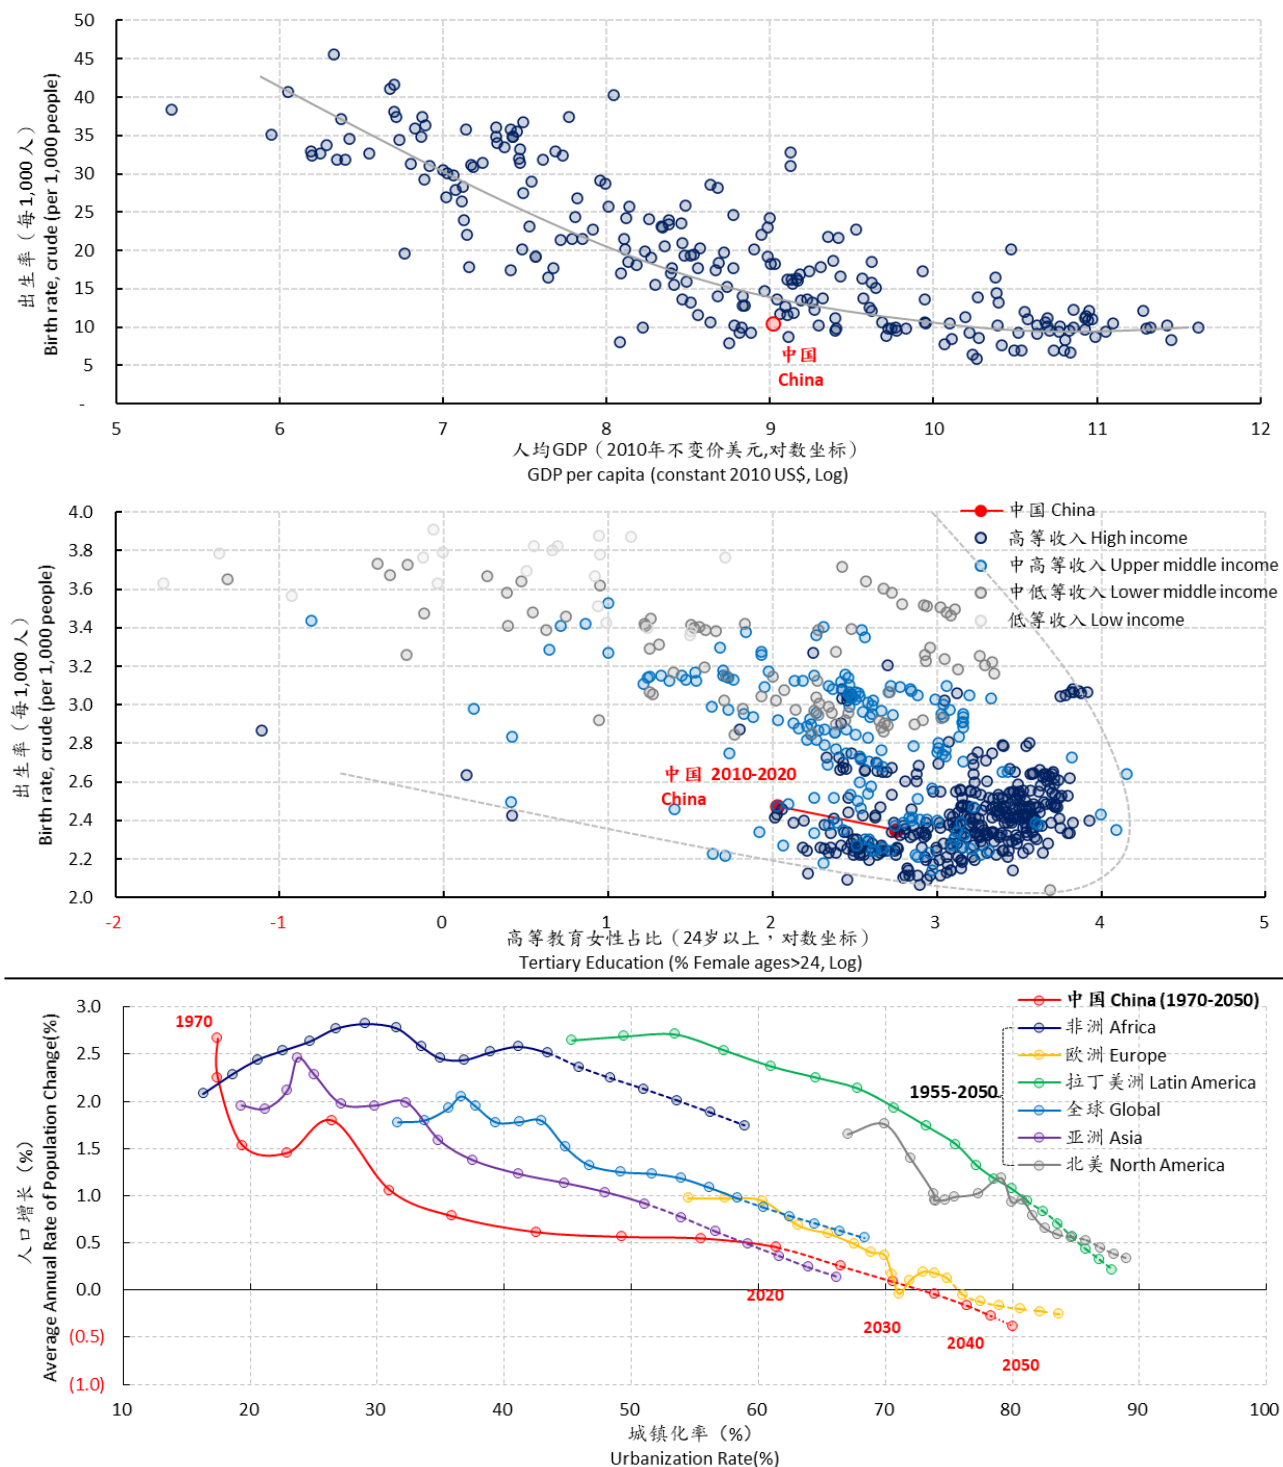 50
45
40
35
30
25
20
15
10
5
-
出生率（每1,000 人）
Birth rate, crude (per 1,000 people)
中国
China
5 6 7 8 9 10 11 12
人均GDP（2010年不变价美元,对数坐标）
GDP per capita (constant 2010 US$, Log)
4.0
3.8
3.6
3.4
3.2
3.0
2.8
2.6
2.4
2.2
2.0
出生率（每1,000 人）
Birth rate, crude (per 1,000 people)
中国 China
高等收入 High income
中高等收入 Upper middle income
中低等收入 Lower middle income
低等收入 Low income
中国 2010-2020
China
-2 -1 0 1 2 3 4 5
高等教育女性占比（24岁以上，对数坐标）
Tertiary Education (% Female ages>24, Log)
3.0
2.5
2.0
1.5
1.0
0.5
0.0
(0.5)
(1.0)
人口增长（%）
Average Annual Rate of Population Change(%)
1970
中国 China (1970-2050)
非洲 Africa
欧洲 Europe
拉丁美洲 Latin America
全球 Global
亚洲 Asia
北美 North America
1955-2050
2020
2030
2040
2050
10 20 30 40 50 60 70 80 90 100
城镇化率（%）
Urbanization Rate(%)